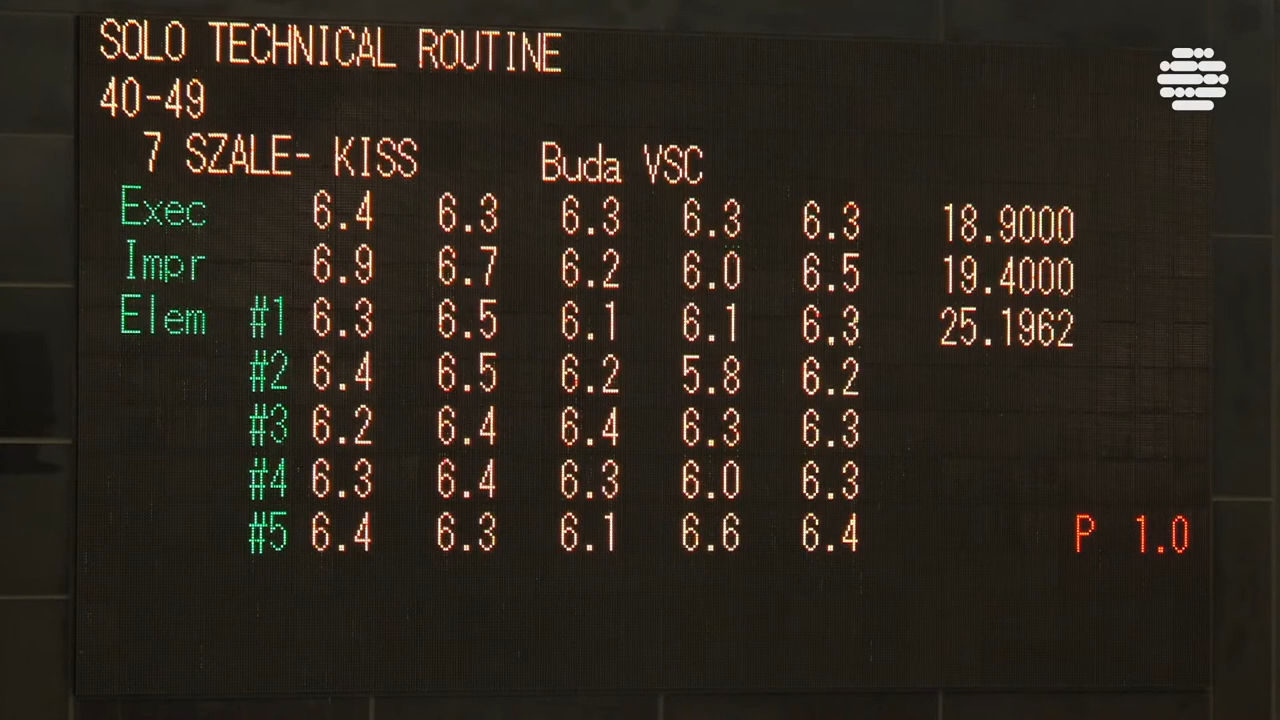 SOLO TECHNICAL ROUTINE
40-49
7 SZALE- KISS Buda VSC
Exec 6.4 6.3 6.3 6.3 6.3 18.9000
Impr 6.9 6.7 6.2 6.0 6.5 19.4000
Elem #1 6.3 6.5 6.1 6.1 6.3 25.1962
#2 6.4 6.5 6.2 5.8 6.2
#3 6.2 6.4 6.4 6.3 6.3
#4 6.3 6.4 6.3 6.0 6.3
#5 6.4 6.3 6.1 6.6 6.4 P 1.0